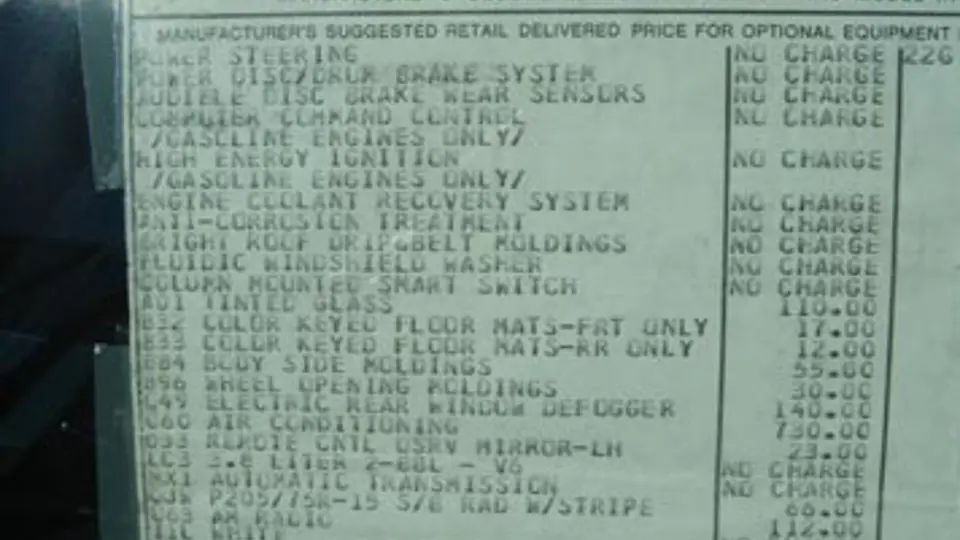 MANUFACTURER'S SUGGESTED RETAIL DELIVERED PRICE FOR OPTIONAL EQUIPMENT
POWER STEERING NO CHARGE 22G
POWER DISC/DRUM BRAKE SYSTEM NO CHARGE
AUDIBLE DISC BRAKE WEAR SENSORS NO CHARGE
COMPUTER COMMAND CONTROL NO CHARGE
/GASOLINE ENGINES ONLY/
HIGH ENERGY IGNITION NO CHARGE
/GASOLINE ENGINES ONLY/
ENGINE COOLANT RECOVERY SYSTEM NO CHARGE
ANTI-CORROSION TREATMENT NO CHARGE
BRIGHT ROOF DRIP&BELT MOLDINGS NO CHARGE
FLUIDIC WINDSHIELD WASHER NO CHARGE
COLUMN MOUNTED SMART SWITCH NO CHARGE
A01 TINTED GLASS 110.00
B32 COLOR KEYED FLOOR MATS-FRT ONLY 17.00
B33 COLOR KEYED FLOOR MATS-RR ONLY 12.00
B84 BODY SIDE MOLDINGS 55.00
B96 WHEEL OPENING MOLDINGS 30.00
C49 ELECTRIC REAR WINDOW DEFOGGER 140.00
C60 AIR CONDITIONING 730.00
D33 REMOTE CNTL OSRV MIRROR-LH 23.00
LC3 3.8 LITER 2-BBL - V6 NO CHARGE
MX1 AUTOMATIC TRANSMISSION NO CHARGE
P205/75R-15 S/B RAD W/STRIPE 66.00
U63 AM RADIO 112.00
11C WHITE